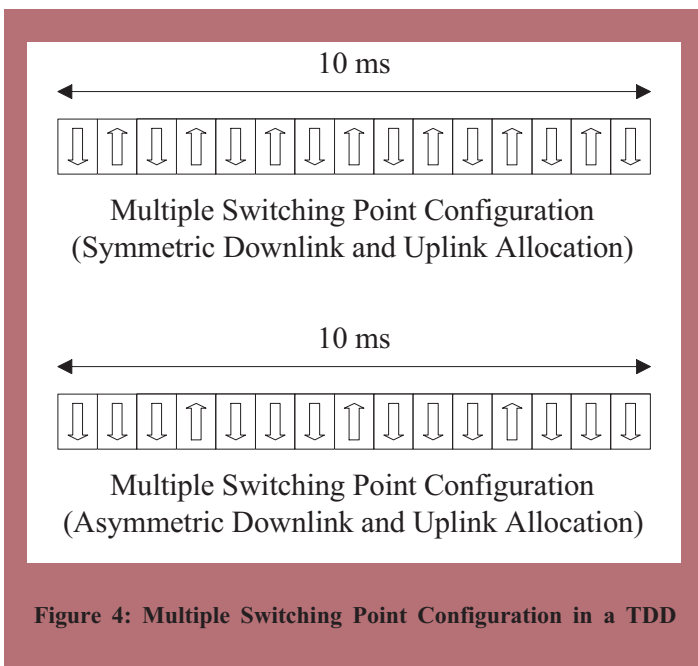 10 ms
Multiple Switching Point Configuration
(Symmetric Downlink and Uplink Allocation)
10 ms
Multiple Switching Point Configuration
(Asymmetric Downlink and Uplink Allocation)
Figure 4: Multiple Switching Point Configuration in a TDD